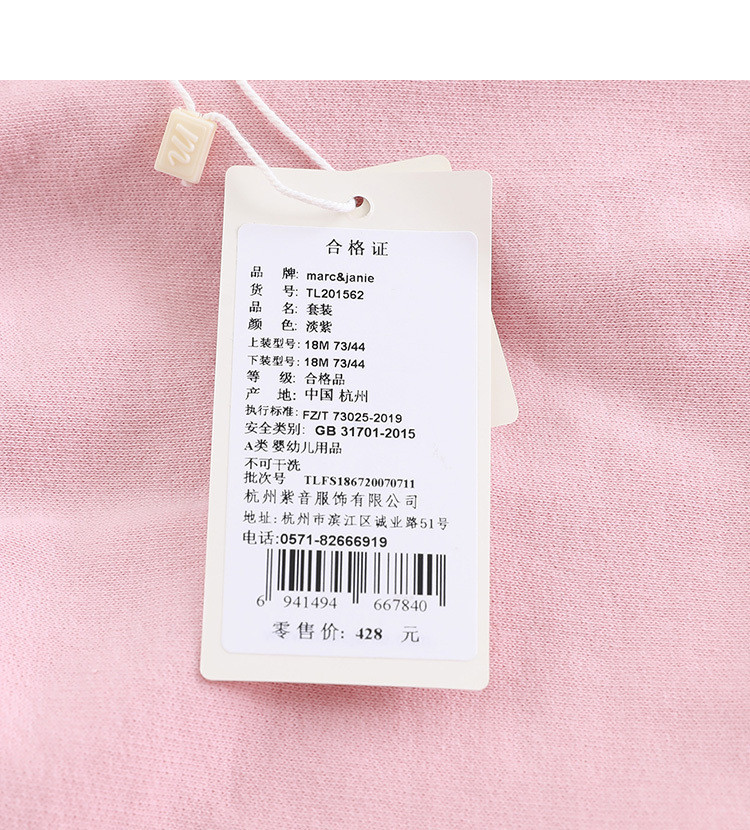 m
合格证
品 牌: marc&janie
货 号: TL201562
品 名: 套装
颜 色: 淡紫
上装型号: 18M 73/44
下装型号: 18M 73/44
等 级: 合格品
产 地: 中国 杭州
执行标准: FZ/T 73025-2019
安全类别: GB 31701-2015
A类 婴幼儿用品
不可干洗
批次号 TLFS186720070711
杭州紫音服饰有限公司
地址: 杭州市滨江区诚业路51号
电话:0571-82666919
6 941494 667840
零售价: 428 元